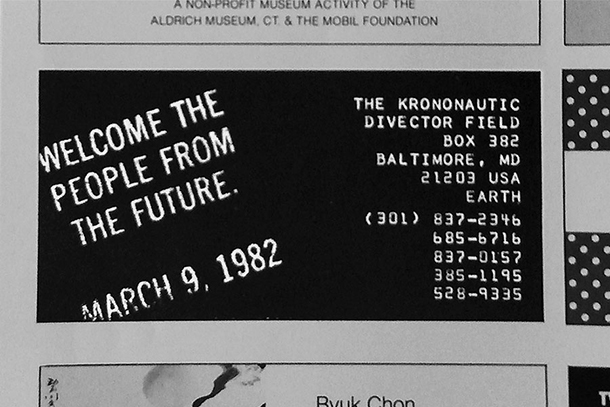 A NON-PROFIT MUSEUM ACTIVITY OF THE
ALDRICH MUSEUM, CT. & THE MOBIL FOUNDATION
WELCOME THE
PEOPLE FROM
THE FUTURE.
MARCH 9, 1982
THE KRONONAUTIC
DIVECTOR FIELD
BOX 382
BALTIMORE, MD
21203 USA
EARTH
(301) 837-2346
685-6716
837-0157
385-1195
528-9335
Byuk Chon